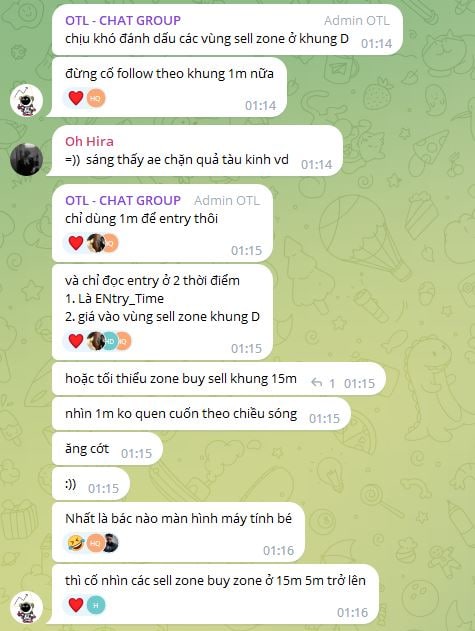 OTL - CHAT GROUP Admin OTL
chịu khó đánh dấu các vùng sell zone ở khung D 01:14
đừng cố follow theo khung 1m nữa
HQ 01:14
Oh Hira
=)) sáng thấy ae chặn quả tàu kinh vd 01:14
OTL - CHAT GROUP Admin OTL
chỉ dùng 1m để entry thôi
HQ 01:15
và chỉ đọc entry ở 2 thời điểm
1. Là ENtry_Time
2. giá vào vùng sell zone khung D
HD HQ 01:15
hoặc tối thiểu zone buy sell khung 15m 1 01:15
nhìn 1m ko quen cuốn theo chiều sóng 01:15
ăng cót 01:15
:)) 01:15
Nhất là bác nào màn hình máy tính bé
HQ 01:16
thì cố nhìn các sell zone buy zone ở 15m 5m trở lên
H 01:16